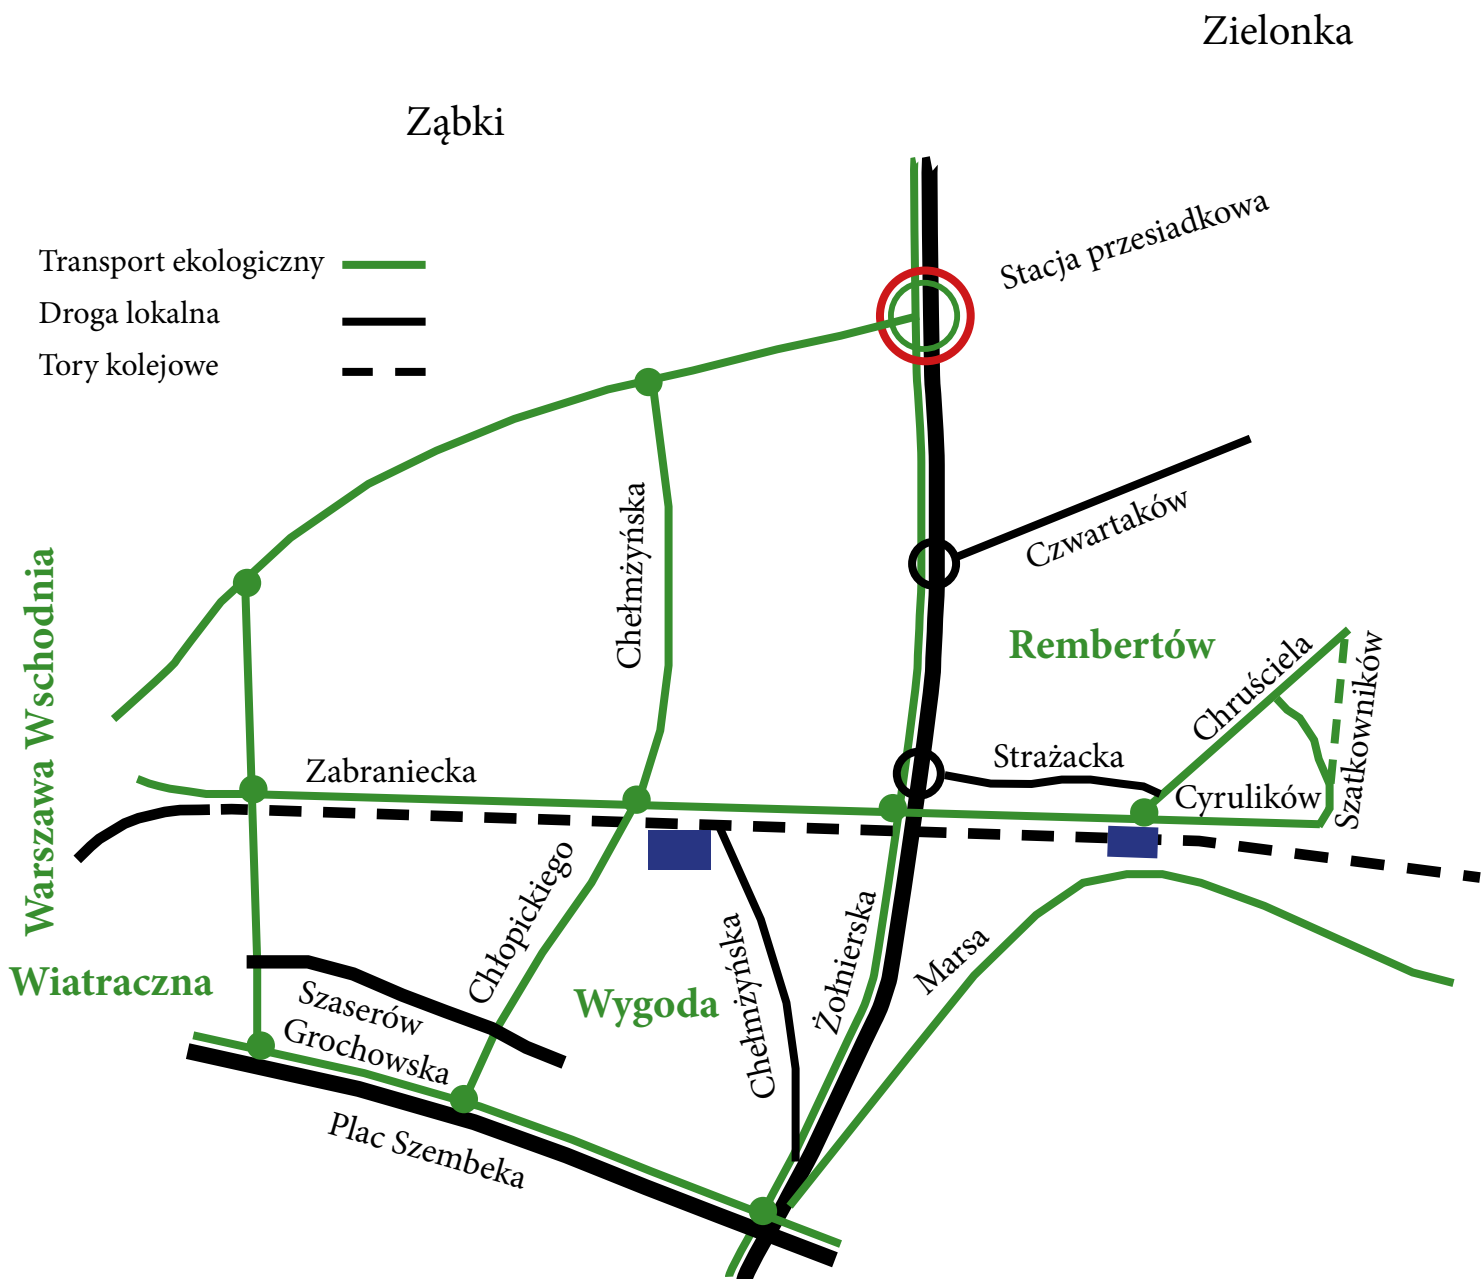 Zielonka
Ząbki
Stacja przesiadkowa
Transport ekologiczny
Droga lokalna
Tory kolejowe
Chełmżyńska
Czwartaków
Warszawa Wschodnia
Rembertów
Chruściela
Szatkowników
Zabraniecka
Strażacka
Cyrulików
Chłopickiego
Żołnierska
Marsa
Wiatraczna
Szaserów
Grochowska
Wygoda
Chełmżyńska
Plac Szembeka